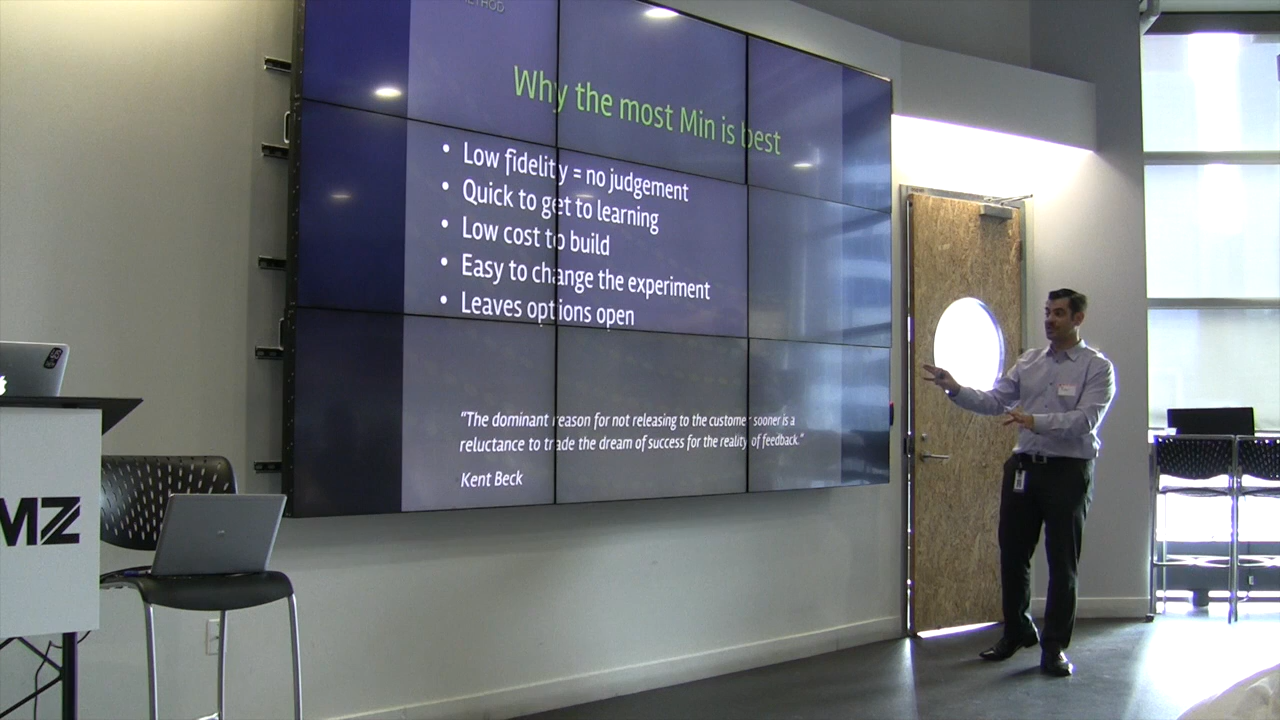 Why the most Min is best
• Low fidelity = no judgement
• Quick to get to learning
• Low cost to build
• Easy to change the experiment
• Leaves options open
"The dominant reason for not releasing to the customer sooner is a
reluctance to trade the dream of success for the reality of feedback."
Kent Beck
MZ